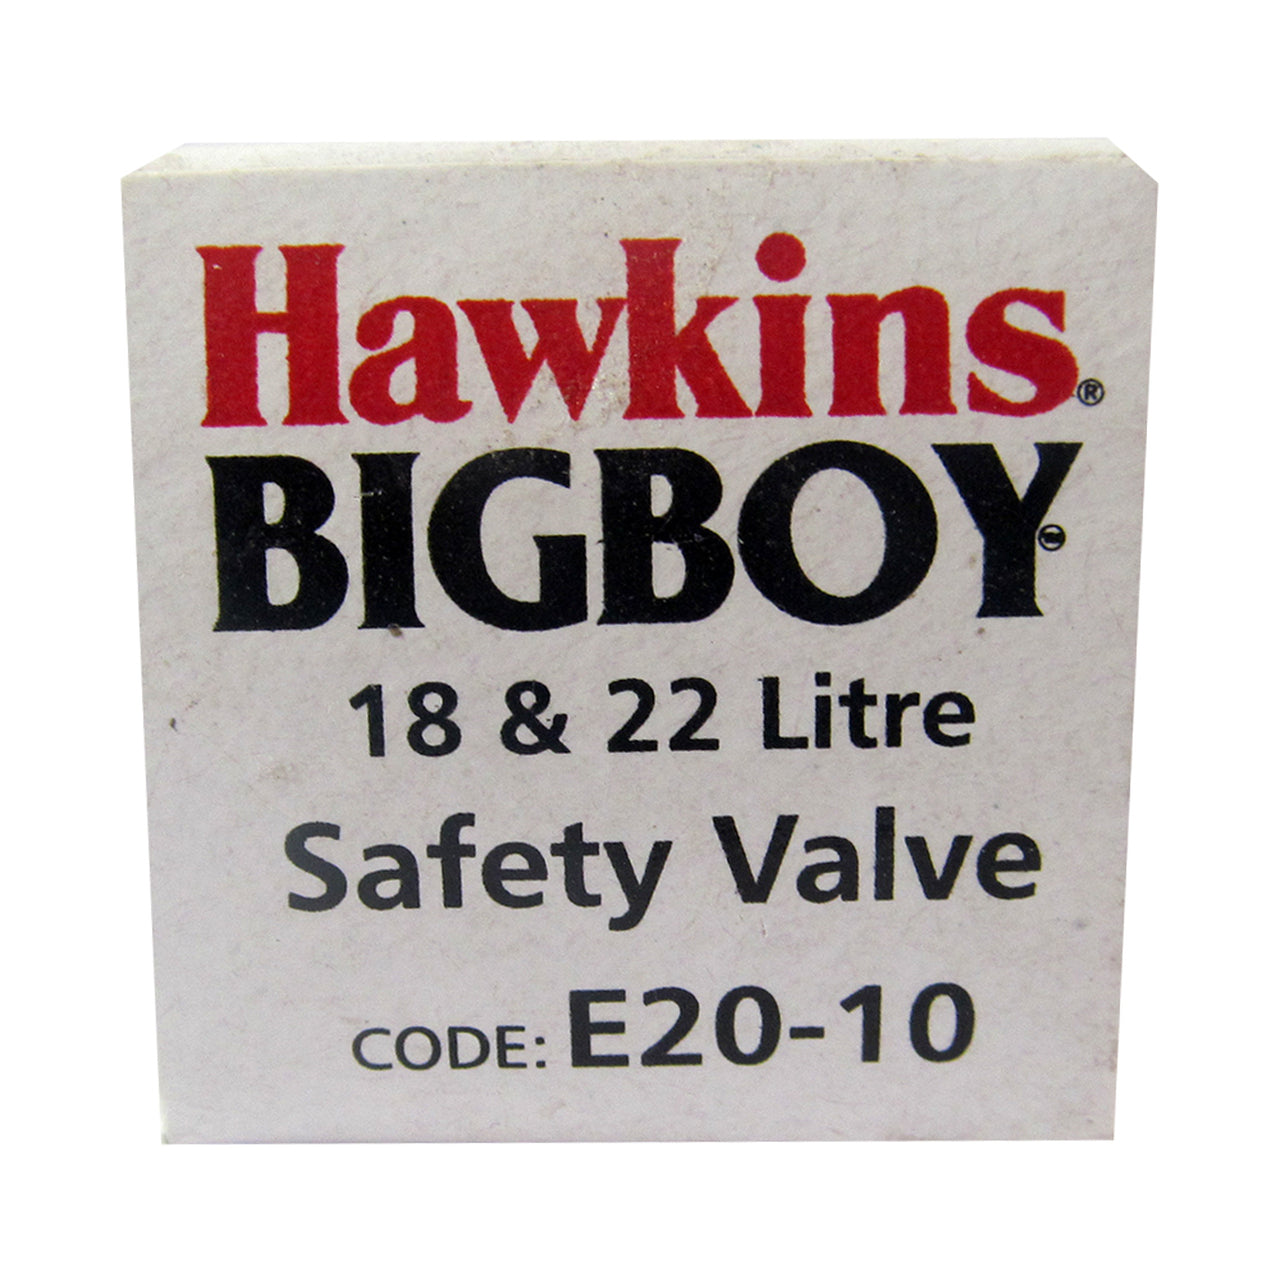 Hawkins®
BIGBOY
18 & 22 Litre
Safety Valve
CODE: E20-10